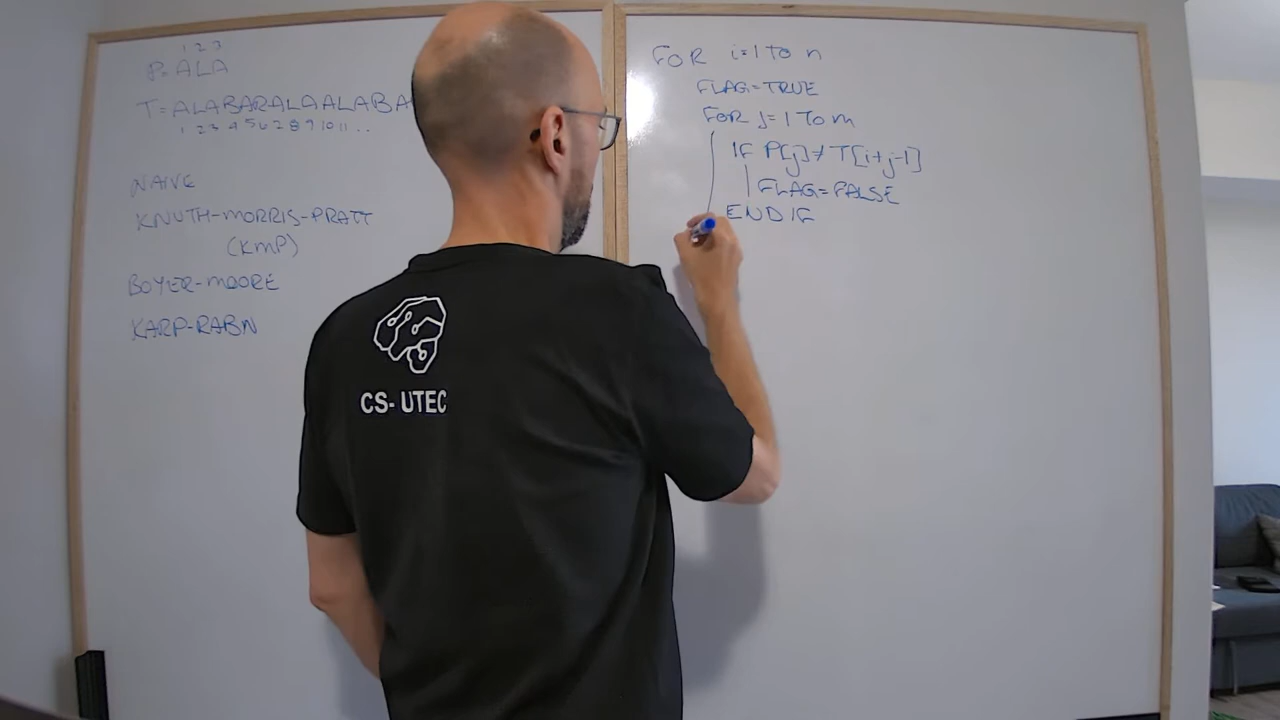 1 2 3
P=ALA
T=ALABARALAALABA
1 2 3 4 5 6 7 8 9 10 11 ..
NAIVE
KNUTH-MORRIS-PRATT
(KMP)
BOYER-MOORE
KARP-RABIN
FOR i=1 TO n
FLAG=TRUE
FOR j=1 TO m
IF P[j]≠T[i+j-1]
FLAG=FALSE
END IF
CS- UTEC